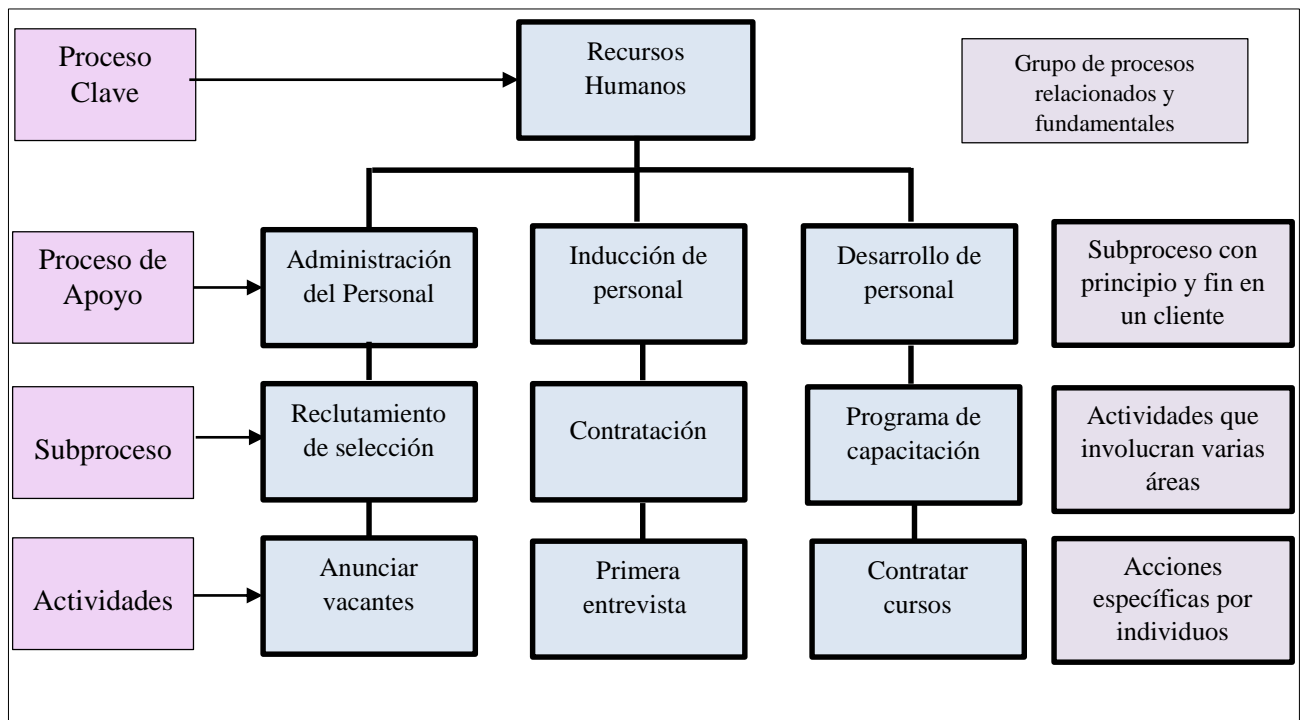 Proceso
Clave
Recursos
Humanos
Grupo de procesos
relacionados y
fundamentales
Proceso de
Apoyo
Administración
del Personal
Inducción de
personal
Desarrollo de
personal
Subproceso con
principio y fin en
un cliente
Subproceso
Reclutamiento
de selección
Contratación
Programa de
capacitación
Actividades que
involucran varias
áreas
Actividades
Anunciar
vacantes
Primera
entrevista
Contratar
cursos
Acciones
específicas por
individuos